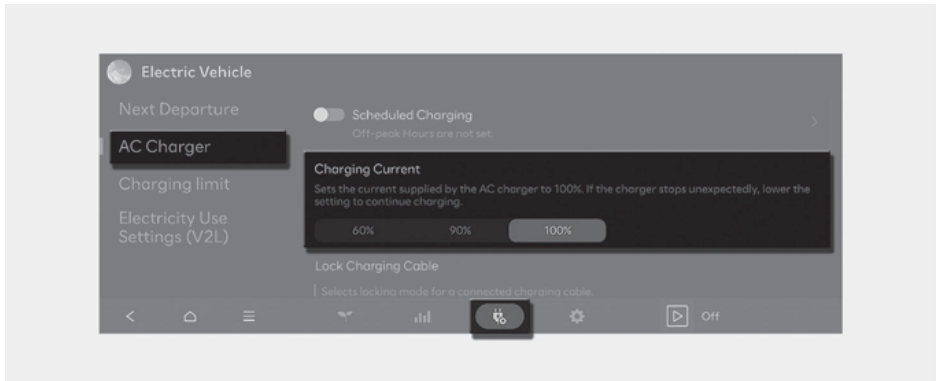 Electric Vehicle
Next Departure
AC Charger
Charging limit
Electricity Use
Settings (V2L)
Scheduled Charging
Off-peak Hours are not set.
Charging Current
Sets the current supplied by the AC charger to 100%. If the charger stops unexpectedly, lower the
setting to continue charging.
60% 90% 100%
Lock Charging Cable
Selects locking mode for a connected charging cable.
Off